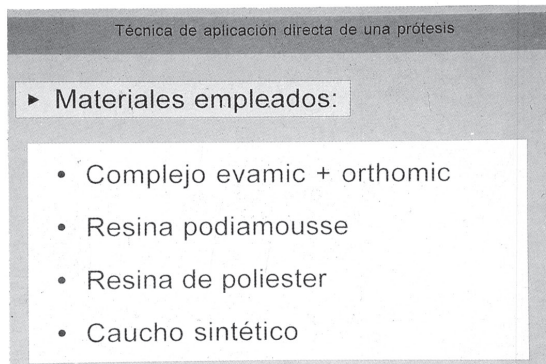 Técnica de aplicación directa de una prótesis
► Materiales empleados:
• Complejo evamic + orthomic
• Resina podiamousse
• Resina de poliester
• Caucho sintético